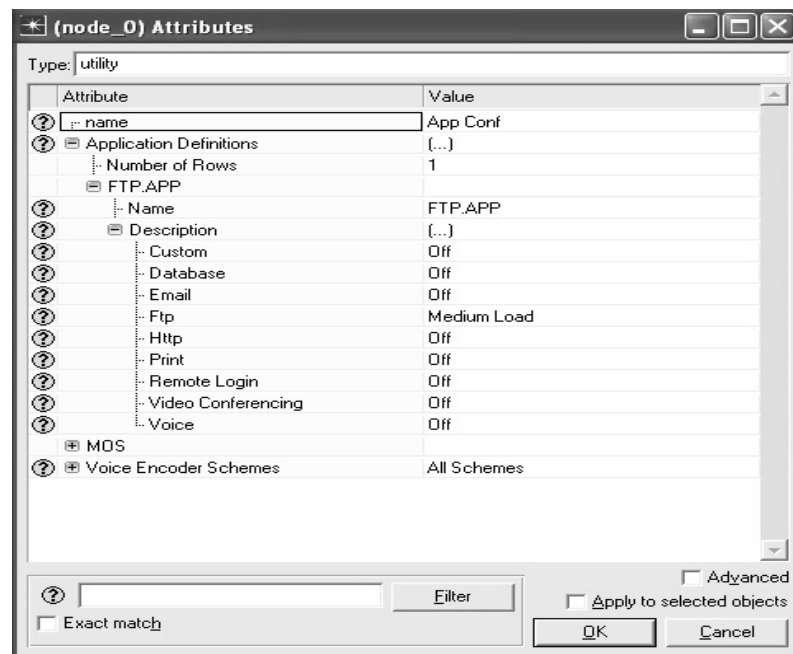 (node_0) Attributes
Type: utility
Attribute Value
name App Conf
Application Definitions (...)
Number of Rows 1
FTP.APP
Name FTP.APP
Description (...)
Custom Off
Database Off
Email Off
Ftp Medium Load
Http Off
Print Off
Remote Login Off
Video Conferencing Off
Voice Off
MOS
Voice Encoder Schemes All Schemes
Advanced
Filter
Apply to selected objects
Exact match
OK Cancel